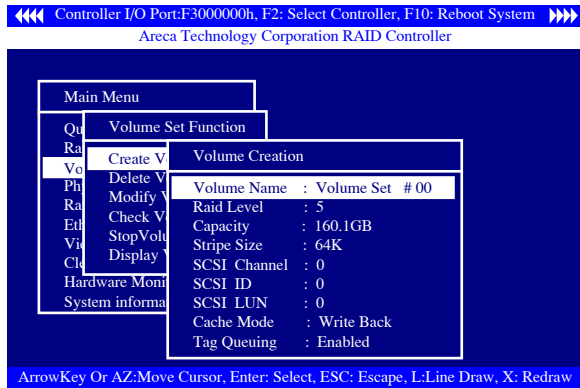 Controller I/O Port:F3000000h, F2: Select Controller, F10: Reboot System
Areca Technology Corporation RAID Controller
Main Menu
Qu
Ra
Vo
Ph
Ra
Eth
Vi
Cle
Hardware Moni
System informa
Volume Set Function
Create V
Delete V
Modify V
Check Vo
StopVolu
Display V
Volume Creation
Volume Name : Volume Set # 00
Raid Level : 5
Capacity : 160.1GB
Stripe Size : 64K
SCSI Channel : 0
SCSI ID : 0
SCSI LUN : 0
Cache Mode : Write Back
Tag Queuing : Enabled
ArrowKey Or AZ:Move Cursor, Enter: Select, ESC: Escape, L:Line Draw, X: Redraw